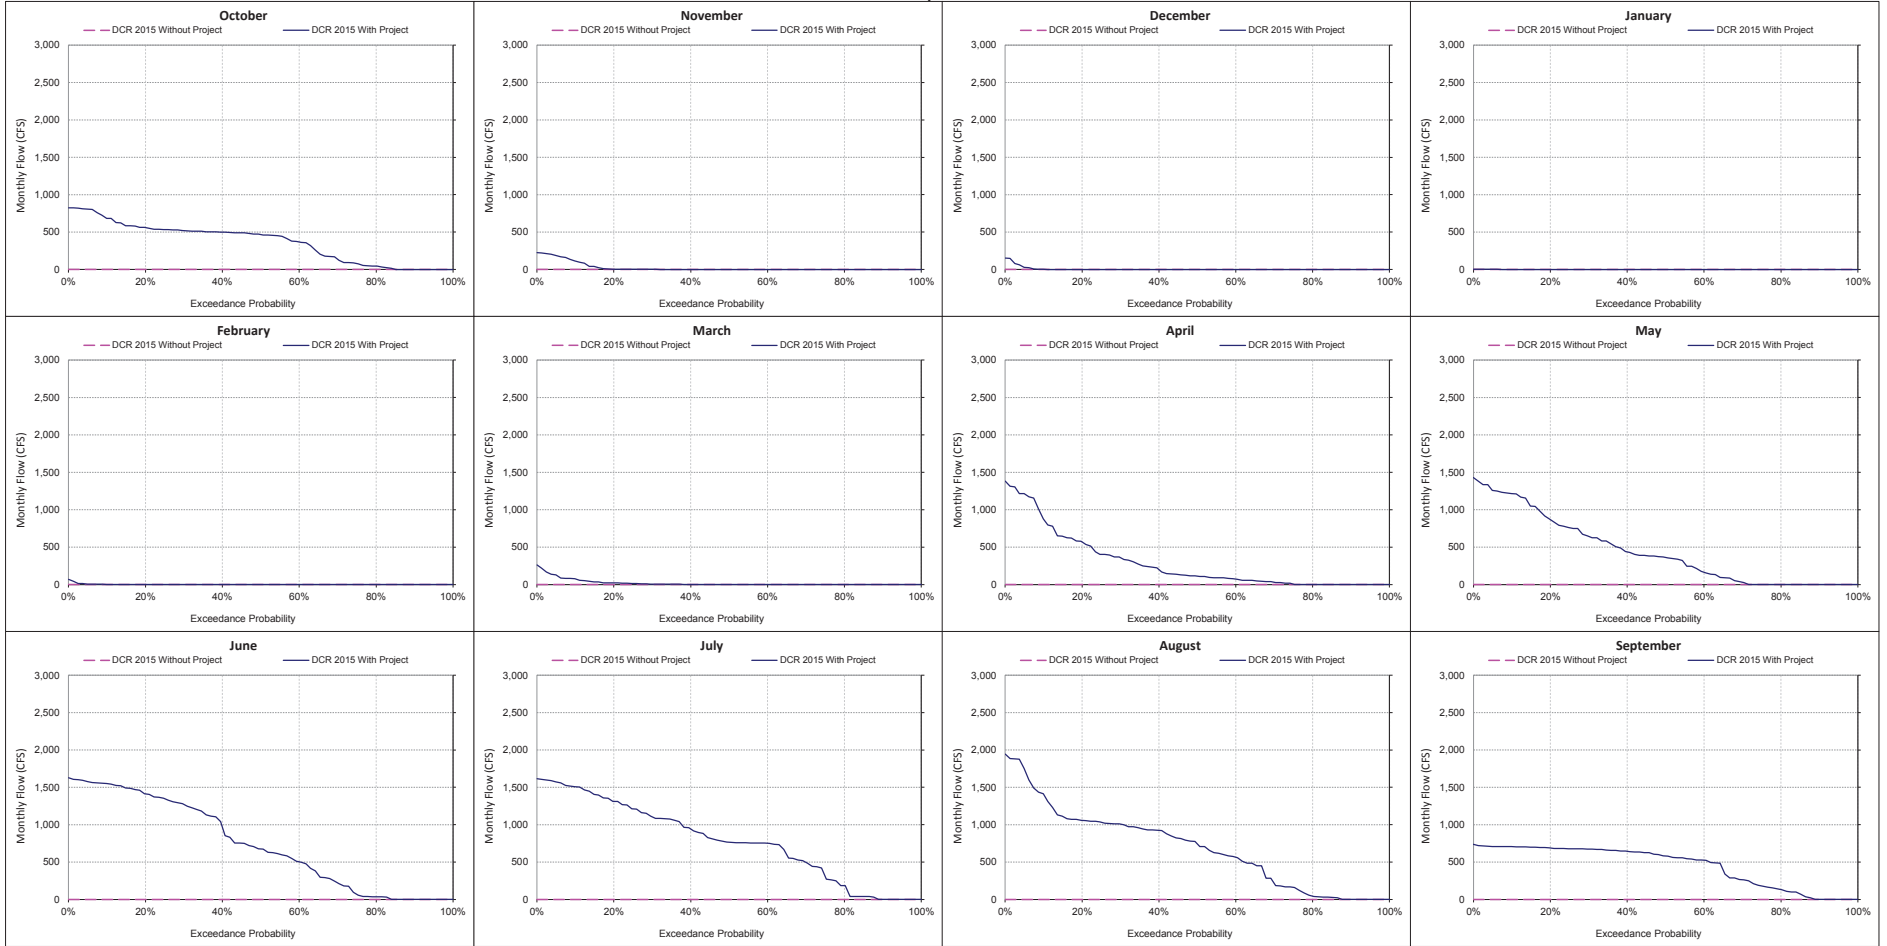 October
DCR 2015 Without Project DCR 2015 With Project
Monthly Flow (CFS)
3,000
2,500
2,000
1,500
1,000
500
0
0% 20% 40% 60% 80% 100%
Exceedance Probability
November
DCR 2015 Without Project DCR 2015 With Project
Monthly Flow (CFS)
3,000
2,500
2,000
1,500
1,000
500
0
0% 20% 40% 60% 80% 100%
Exceedance Probability
December
DCR 2015 Without Project DCR 2015 With Project
Monthly Flow (CFS)
3,000
2,500
2,000
1,500
1,000
500
0
0% 20% 40% 60% 80% 100%
Exceedance Probability
January
DCR 2015 Without Project DCR 2015 With Project
Monthly Flow (CFS)
3,000
2,500
2,000
1,500
1,000
500
0
0% 20% 40% 60% 80% 100%
Exceedance Probability
February
DCR 2015 Without Project DCR 2015 With Project
Monthly Flow (CFS)
3,000
2,500
2,000
1,500
1,000
500
0
0% 20% 40% 60% 80% 100%
Exceedance Probability
March
DCR 2015 Without Project DCR 2015 With Project
Monthly Flow (CFS)
3,000
2,500
2,000
1,500
1,000
500
0
0% 20% 40% 60% 80% 100%
Exceedance Probability
April
DCR 2015 Without Project DCR 2015 With Project
Monthly Flow (CFS)
3,000
2,500
2,000
1,500
1,000
500
0
0% 20% 40% 60% 80% 100%
Exceedance Probability
May
DCR 2015 Without Project DCR 2015 With Project
Monthly Flow (CFS)
3,000
2,500
2,000
1,500
1,000
500
0
0% 20% 40% 60% 80% 100%
Exceedance Probability
June
DCR 2015 Without Project DCR 2015 With Project
Monthly Flow (CFS)
3,000
2,500
2,000
1,500
1,000
500
0
0% 20% 40% 60% 80% 100%
Exceedance Probability
July
DCR 2015 Without Project DCR 2015 With Project
Monthly Flow (CFS)
3,000
2,500
2,000
1,500
1,000
500
0
0% 20% 40% 60% 80% 100%
Exceedance Probability
August
DCR 2015 Without Project DCR 2015 With Project
Monthly Flow (CFS)
3,000
2,500
2,000
1,500
1,000
500
0
0% 20% 40% 60% 80% 100%
Exceedance Probability
September
DCR 2015 Without Project DCR 2015 With Project
Monthly Flow (CFS)
3,000
2,500
2,000
1,500
1,000
500
0
0% 20% 40% 60% 80% 100%
Exceedance Probability